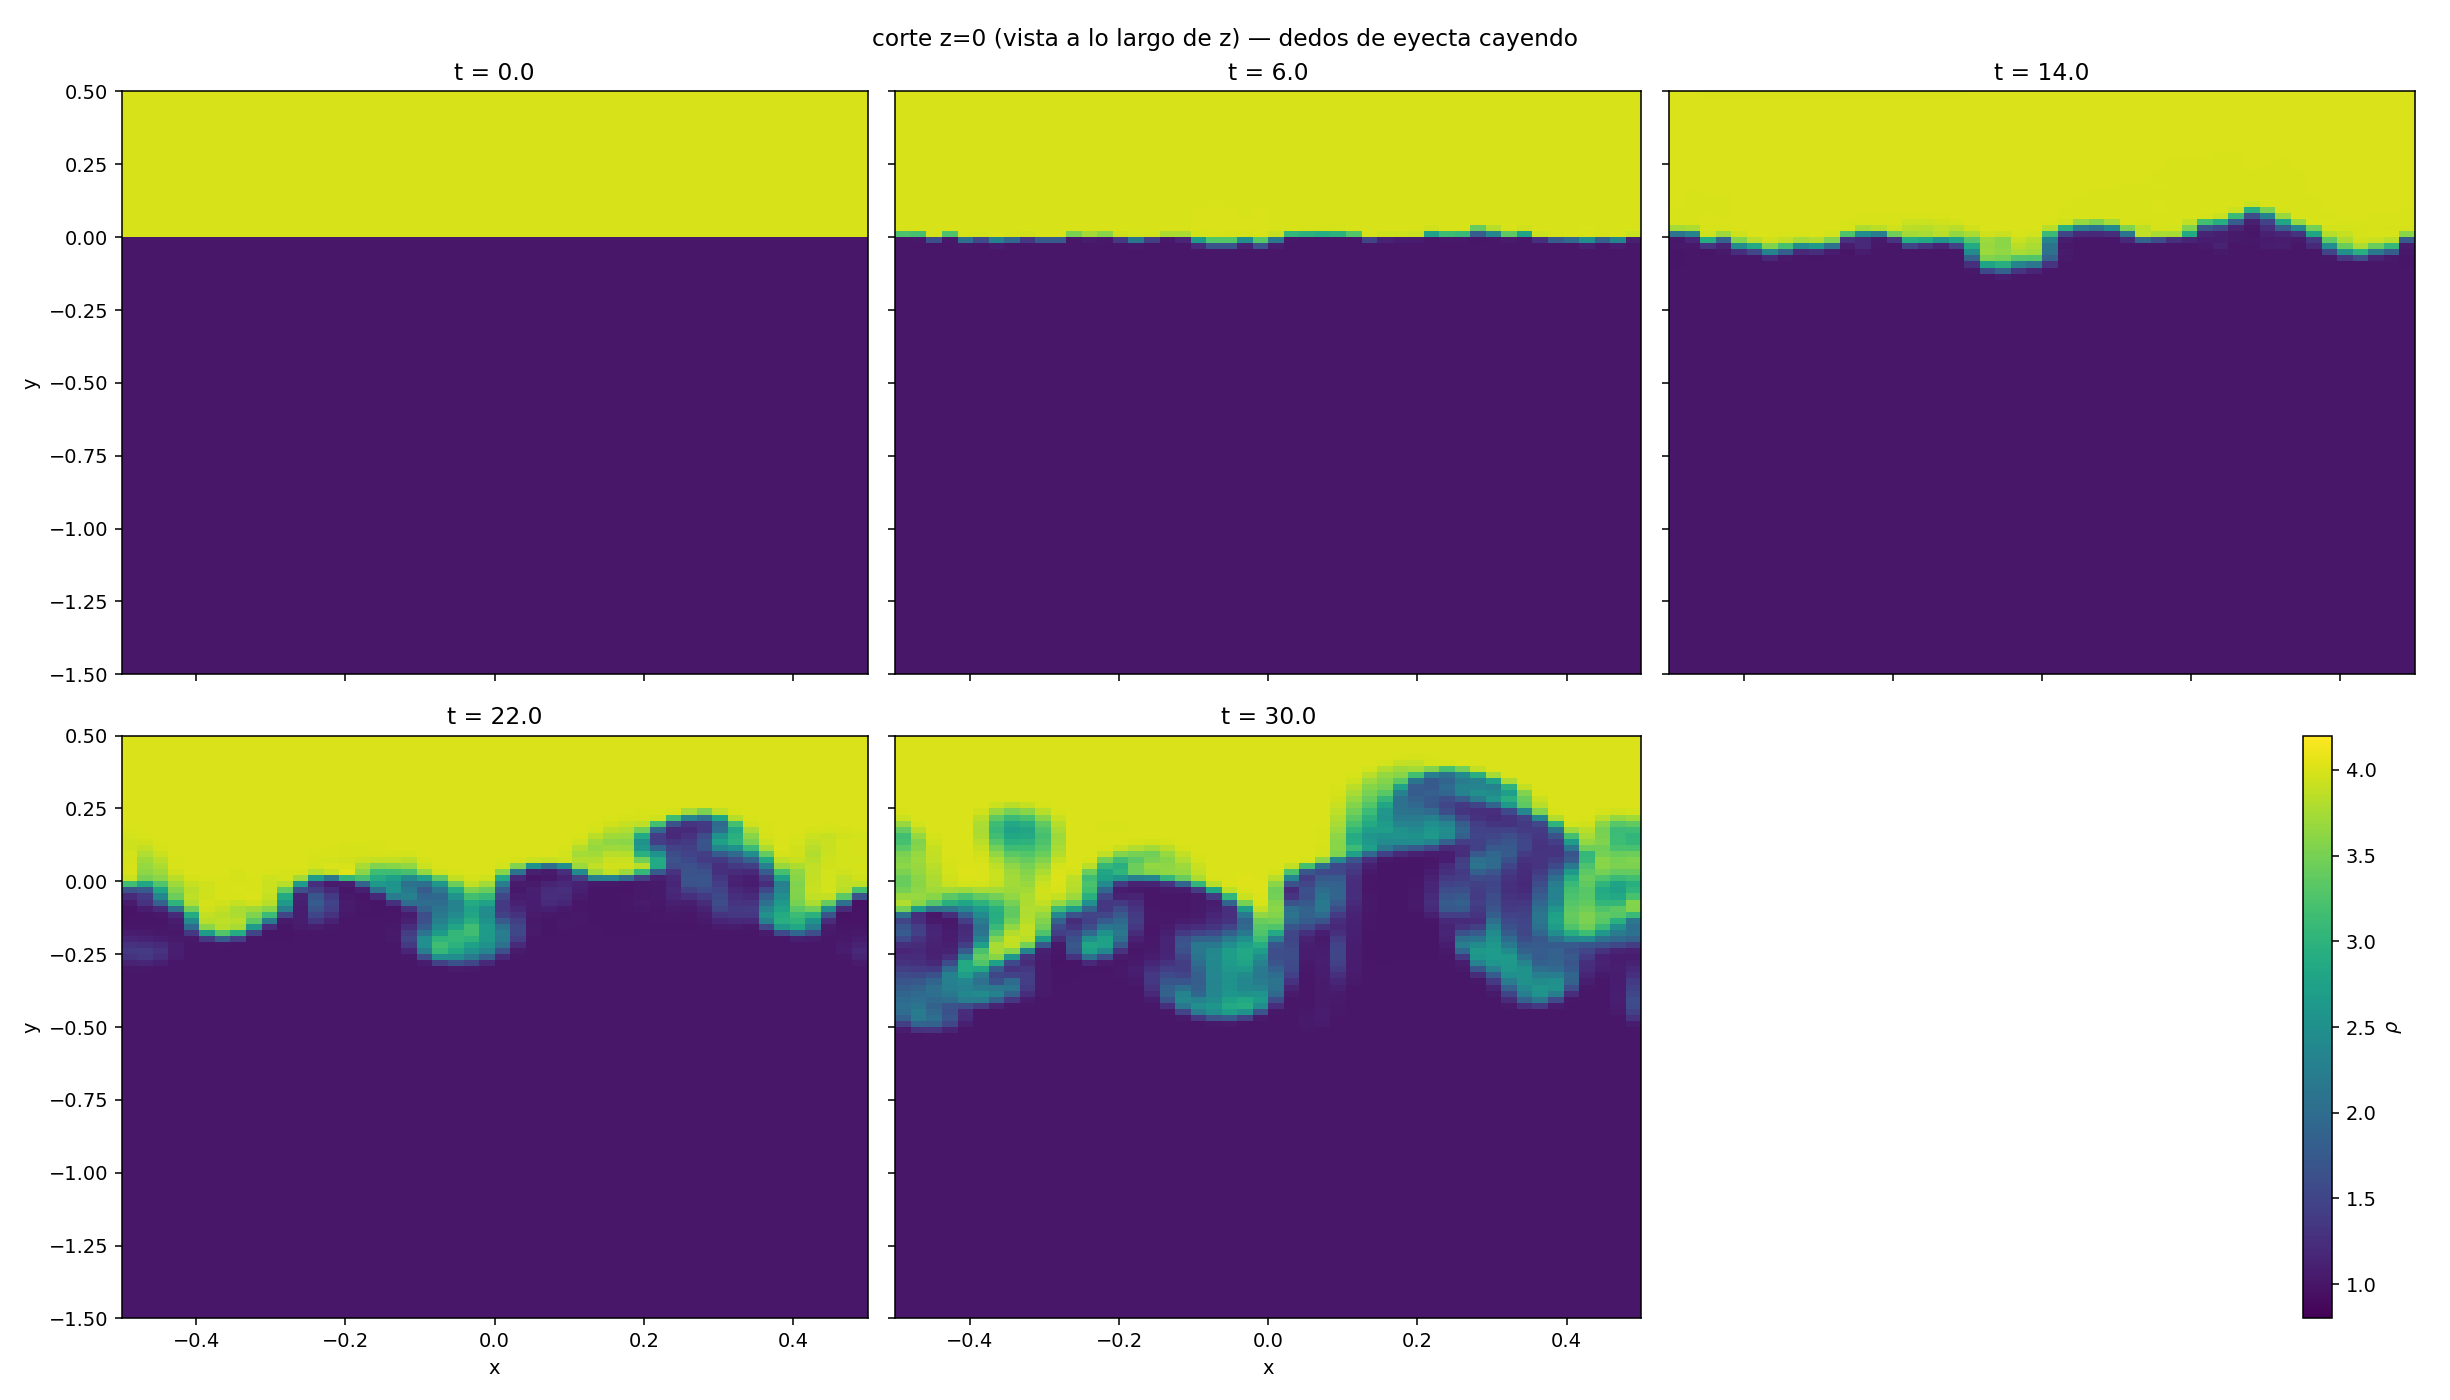 corte z=0 (vista a lo largo de z) — dedos de eyecta cayendo
t = 0.0
t = 6.0
t = 14.0
0.50
0.25
0.00
−0.25
−0.50
−0.75
−1.00
−1.25
−1.50
y
t = 22.0
t = 30.0
0.50
0.25
0.00
−0.25
−0.50
−0.75
−1.00
−1.25
−1.50
y
−0.4 −0.2 0.0 0.2 0.4
x
−0.4 −0.2 0.0 0.2 0.4
x
4.0
3.5
3.0
2.5
2.0
1.5
1.0
ρ